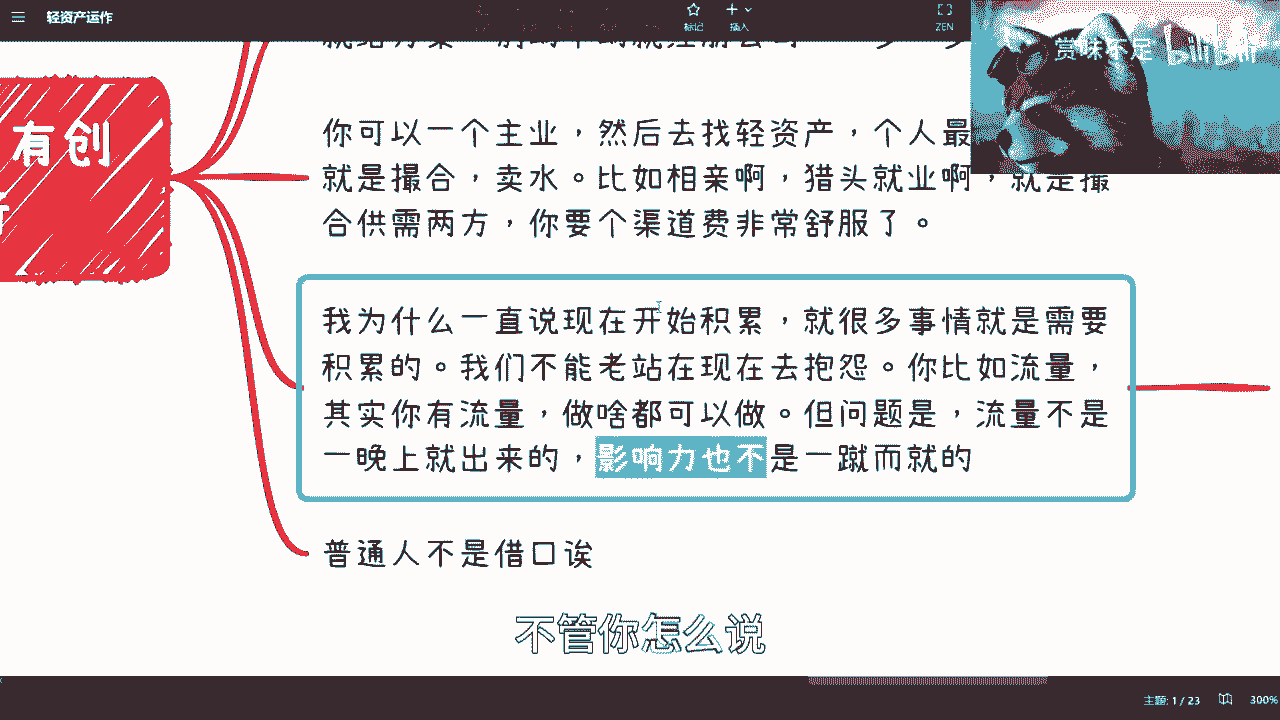 轻资产运作
标记
插入
ZEN
赏味不足 bilibili
有创
你可以一个主业，然后去找轻资产，个人最
就是撮合，卖水。比如相亲啊，猎头就业啊，就是撮
合供需两方，你要个渠道费非常舒服了。
我为什么一直说现在开始积累，就很多事情就是需要
积累的。我们不能老站在现在去抱怨。你比如流量，
其实你有流量，做啥都可以做。但问题是，流量不是
一晚上就出来的，影响力也不是一蹴而就的
普通人不是借口诶
不管你怎么说
主题: 1 / 23
300%